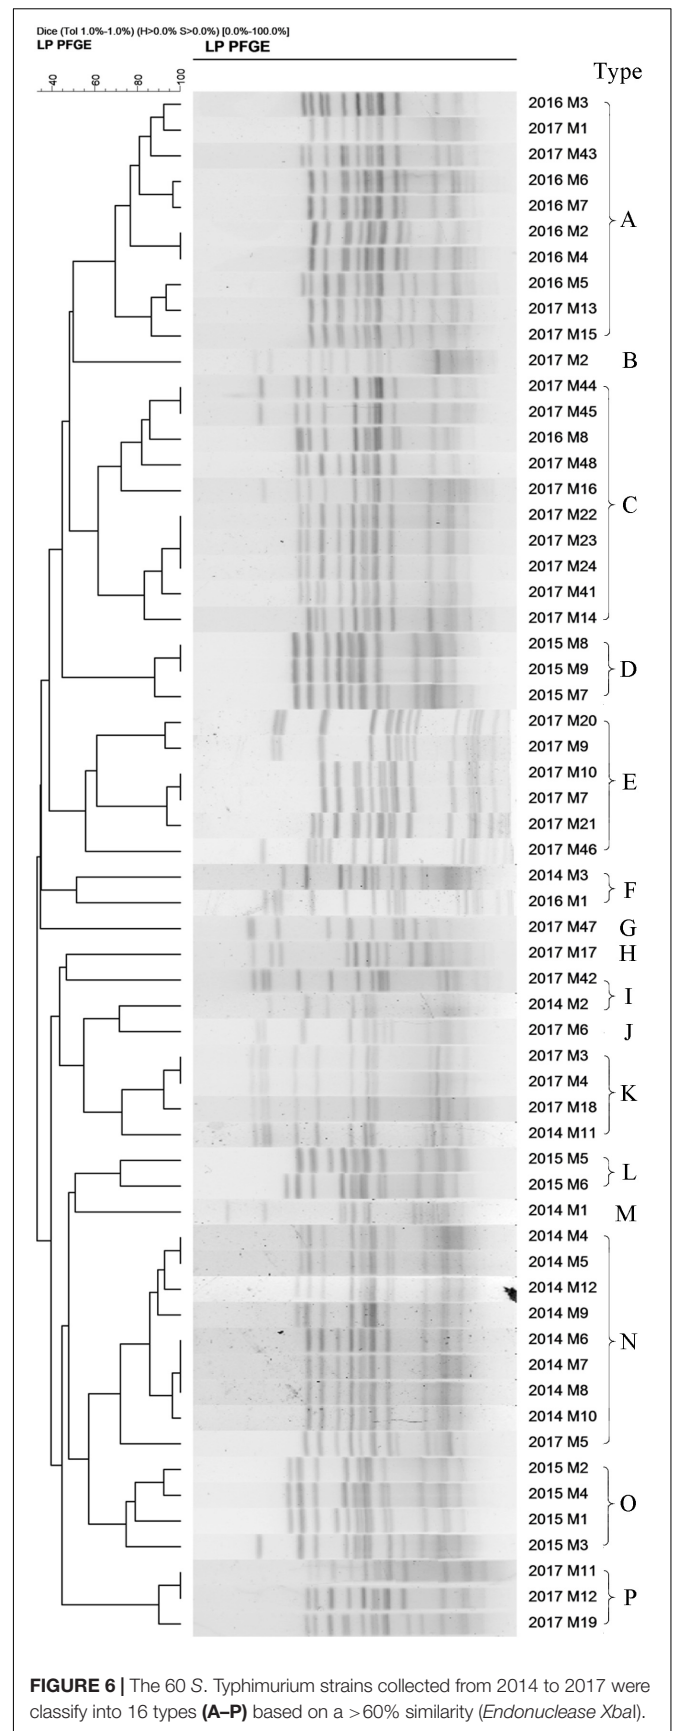 Dice (Tol 1.0%-1.0%) (H>0.0% S>0.0%) [0.0%-100.0%]
LP PFGE LP PFGE
40 60 80 100
Type
2016 M3
2017 M1
2017 M43
2016 M6
2016 M7
A
2016 M2
2016 M4
2016 M5
2017 M13
2017 M15
2017 M2 B
2017 M44
2017 M45
2016 M8
2017 M48
2017 M16
C
2017 M22
2017 M23
2017 M24
2017 M41
2017 M14
2015 M8
2015 M9 D
2015 M7
2017 M20
2017 M9
2017 M10
E
2017 M7
2017 M21
2017 M46
2014 M3
F
2016 M1
2017 M47 G
2017 M17 H
2017 M42
I
2014 M2
2017 M6 J
2017 M3
2017 M4
K
2017 M18
2014 M11
2015 M5
L
2015 M6
2014 M1 M
2014 M4
2014 M5
2014 M12
2014 M9
2014 M6 N
2014 M7
2014 M8
2014 M10
2017 M5
2015 M2
2015 M4
O
2015 M1
2015 M3
2017 M11
2017 M12 P
2017 M19
FIGURE 6 | The 60 S. Typhimurium strains collected from 2014 to 2017 were
classify into 16 types (A–P) based on a >60% similarity (Endonuclease XbaI).